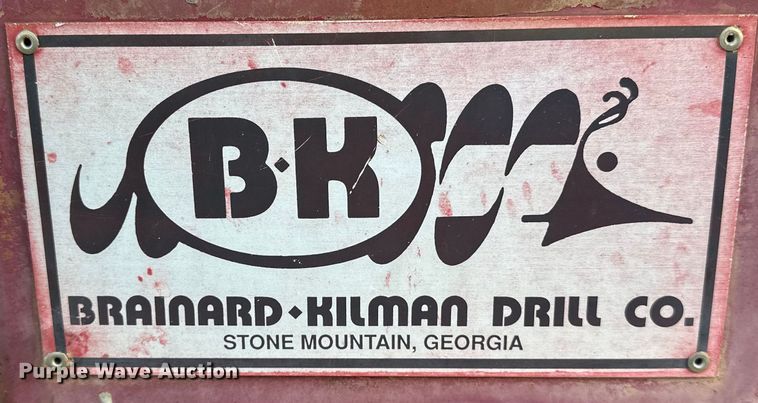 B·K
BRAINARD·KILMAN DRILL CO.
STONE MOUNTAIN, GEORGIA
Purple Wave Auction